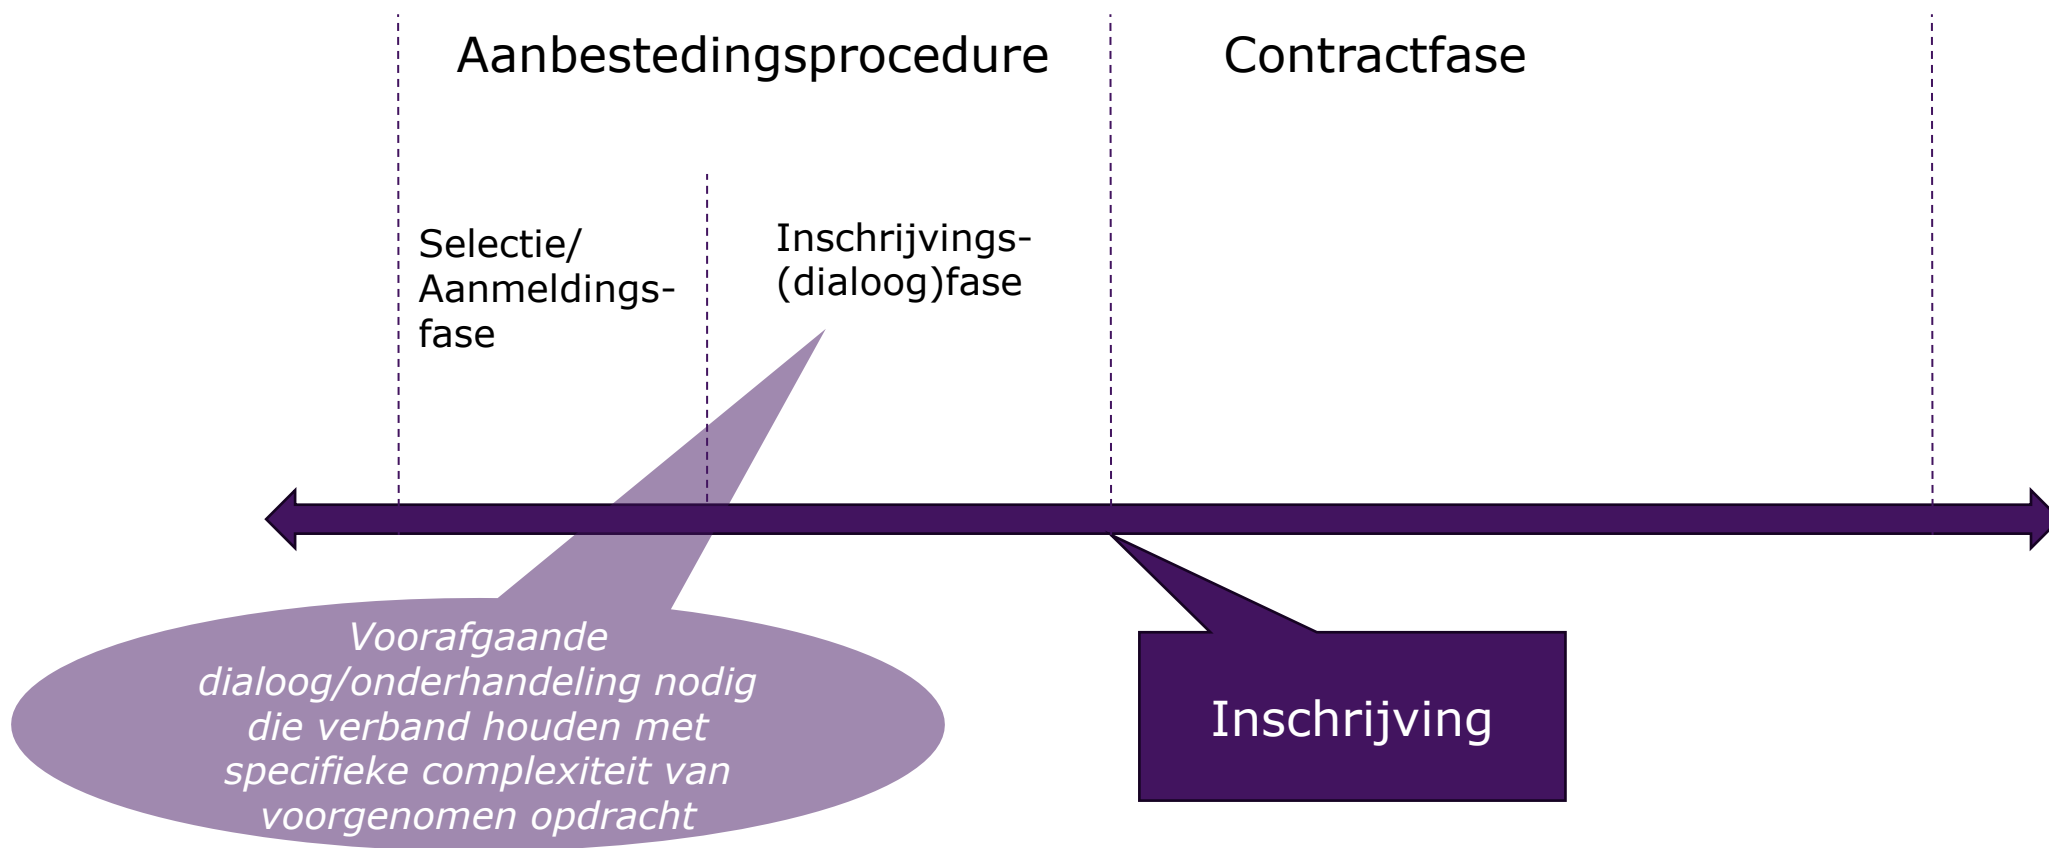 Aanbestedingsprocedure
Contractfase
Selectie/
Aanmeldings-
fase
Inschrijvings-
(dialoog)fase
Voorafgaande
dialoog/onderhandeling nodig
die verband houden met
specifieke complexiteit van
voorgenomen opdracht
Inschrijving